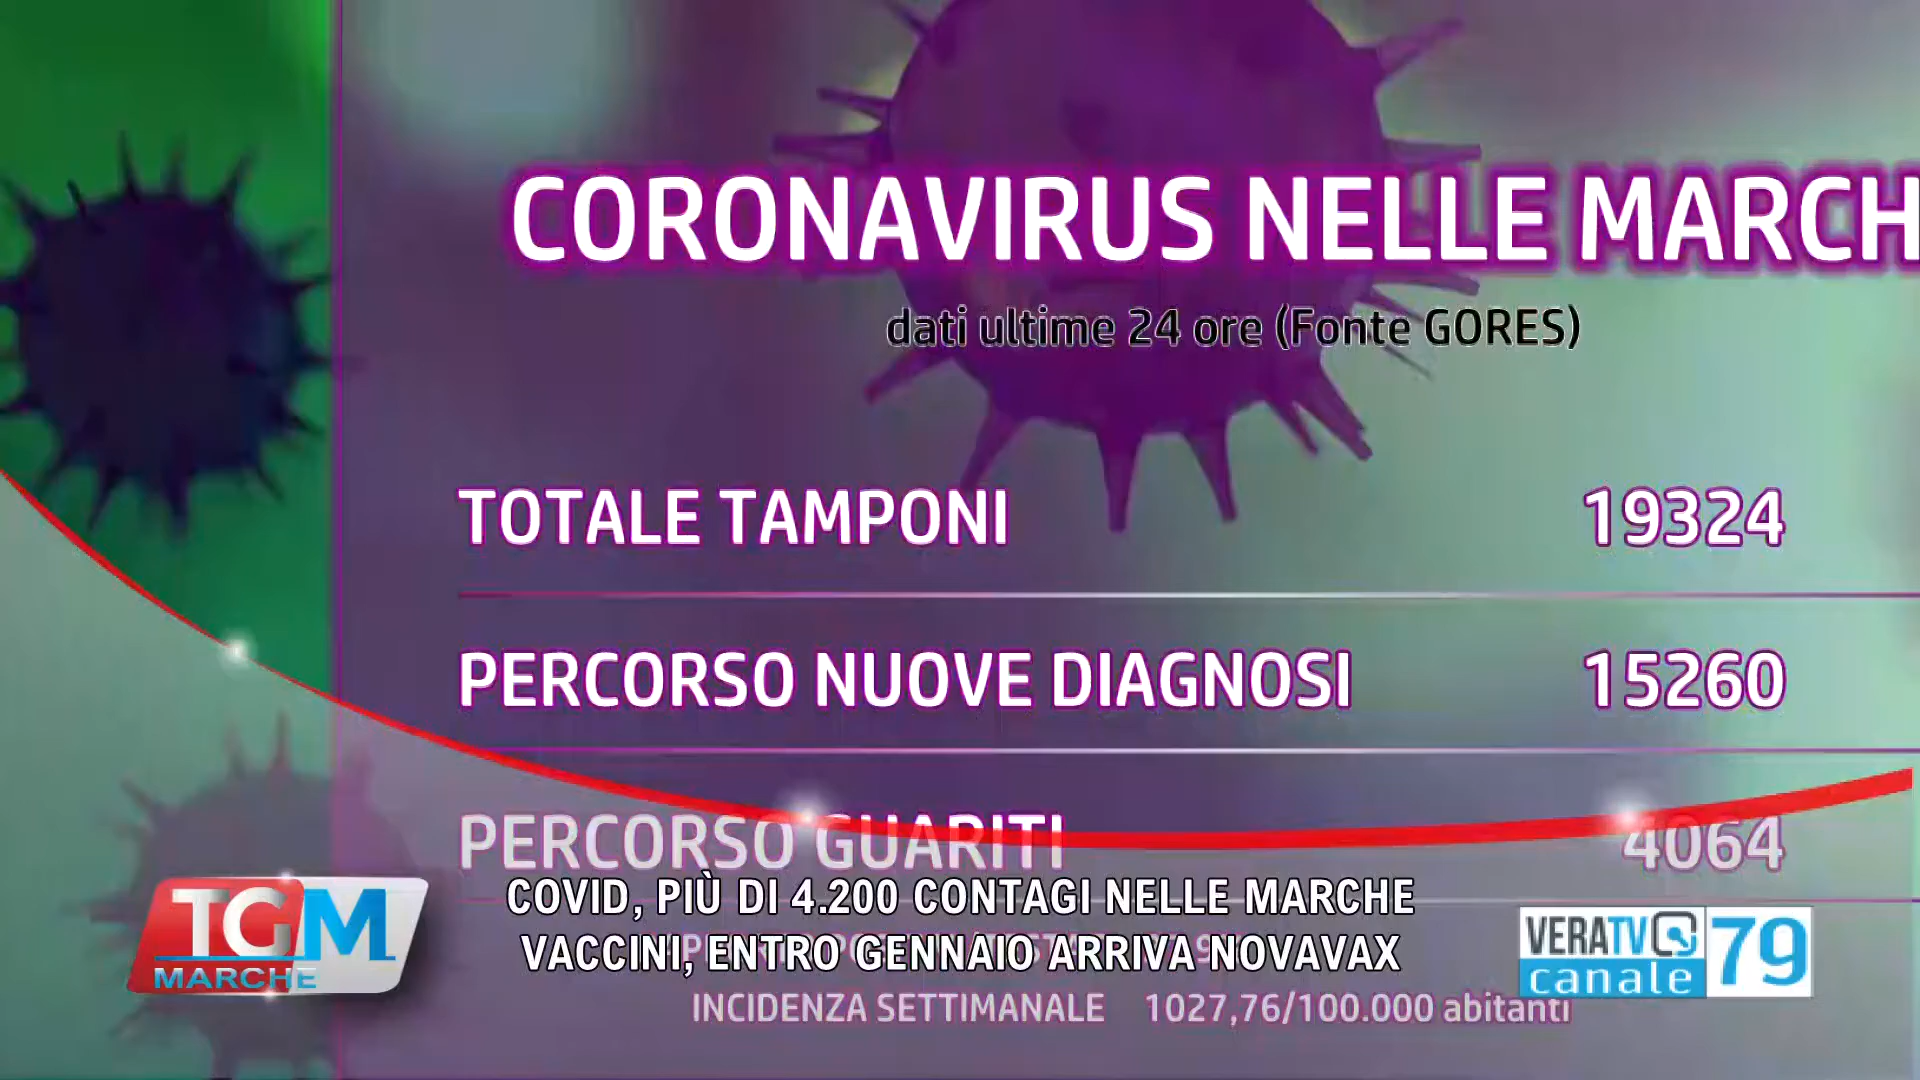 CORONAVIRUS NELLE MARCH
dati ultime 24 ore (Fonte GORES)
TOTALE TAMPONI 19324
PERCORSO NUOVE DIAGNOSI 15260
PERCORSO GUARITI 4064
COVID, PIÙ DI 4.200 CONTAGI NELLE MARCHE
VACCINI, ENTRO GENNAIO ARRIVA NOVAVAX
INCIDENZA SETTIMANALE 1027,76/100.000 abitanti
TGM
MARCHE
VERATV
canale
79